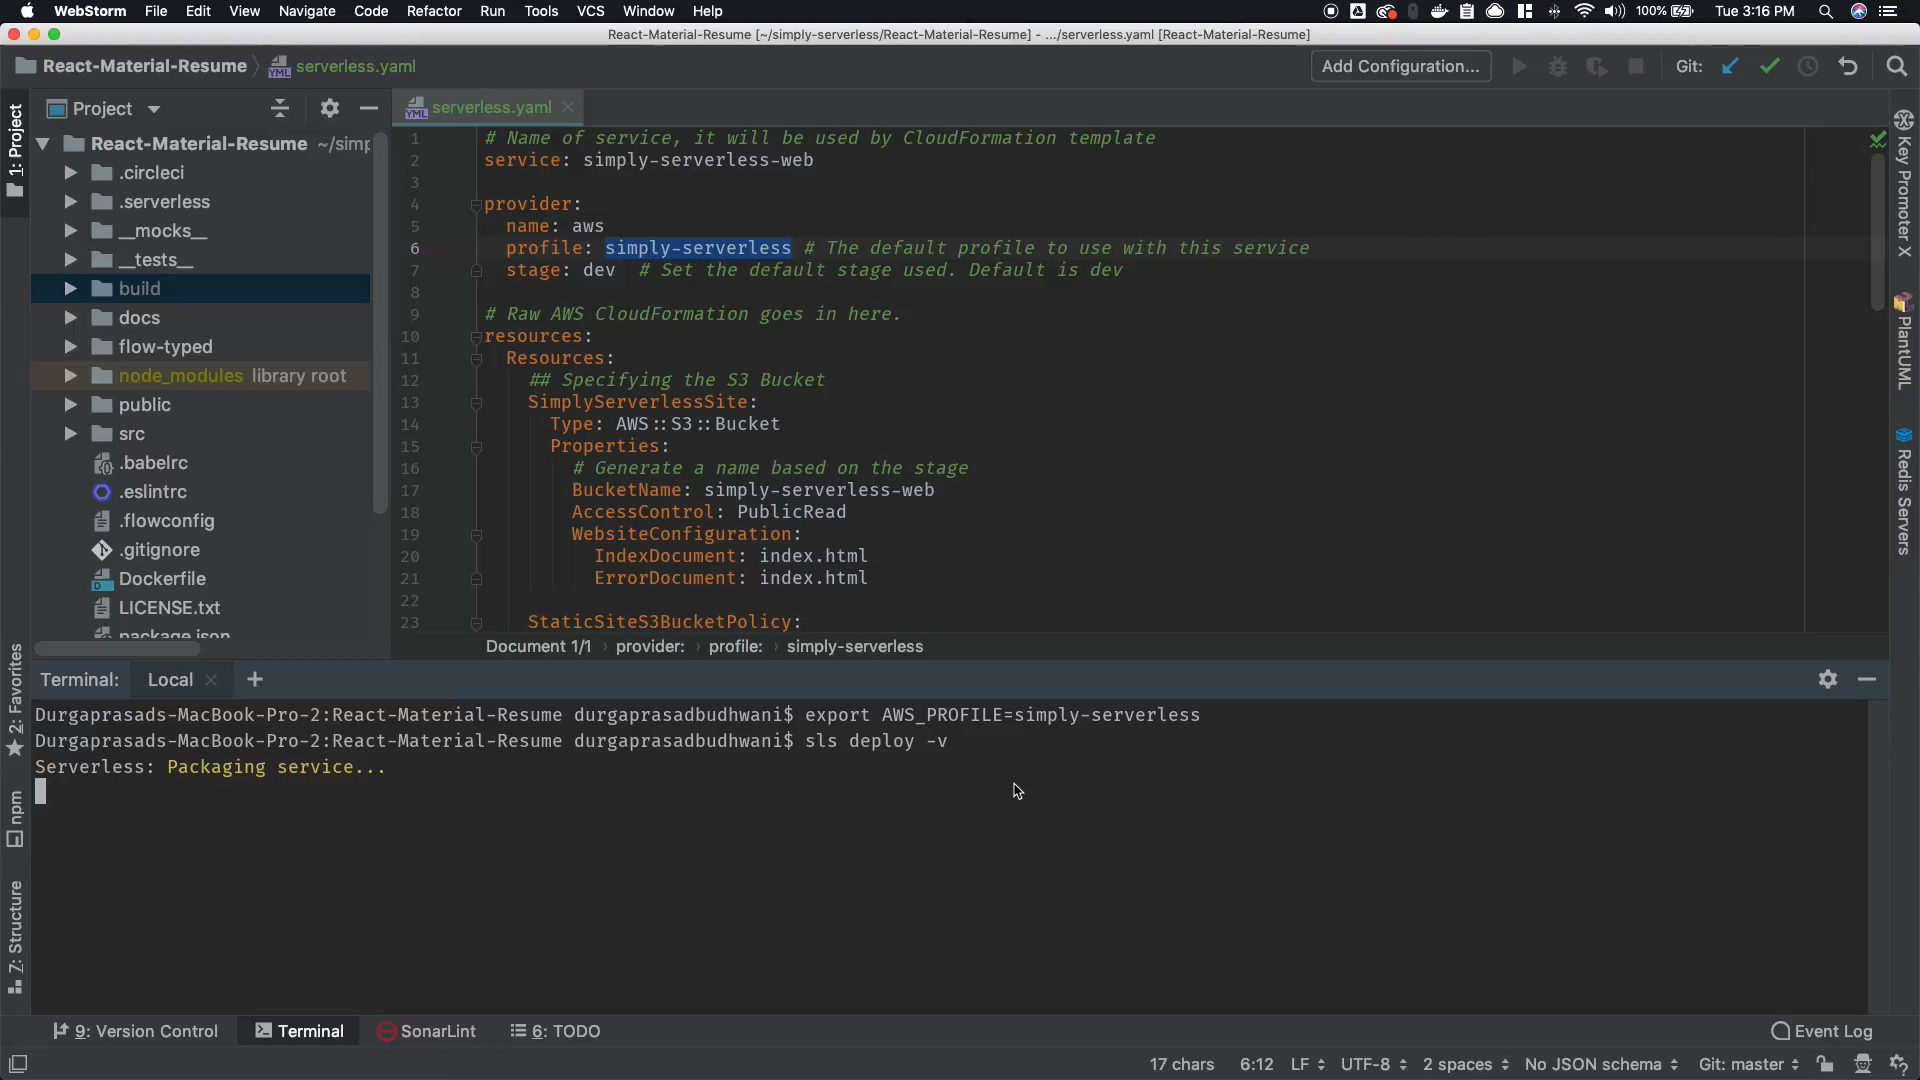 WebStorm File Edit View Navigate Code Refactor Run Tools VCS Window Help 100% Tue 3:16 PM
React-Material-Resume [~/simply-serverless/React-Material-Resume] - .../serverless.yaml [React-Material-Resume]
React-Material-Resume serverless.yaml Add Configuration... Git:
Project serverless.yaml
React-Material-Resume
.circleci
.serverless
__mocks__
__tests__
build
docs
flow-typed
node_modules library root
public
src
.babelrc
.eslintrc
.flowconfig
.gitignore
Dockerfile
LICENSE.txt
package.json
1 # Name of service, it will be used by CloudFormation template
2 service: simply-serverless-web
3
4 provider:
5 name: aws
6 profile: simply-serverless # The default profile to use with this service
7 stage: dev # Set the default stage used. Default is dev
8
9 # Raw AWS CloudFormation goes in here.
10 resources:
11 Resources:
12 ## Specifying the S3 Bucket
13 SimplyServerlessSite:
14 Type: AWS::S3::Bucket
15 Properties:
16 # Generate a name based on the stage
17 BucketName: simply-serverless-web
18 AccessControl: PublicRead
19 WebsiteConfiguration:
20 IndexDocument: index.html
21 ErrorDocument: index.html
22
23 StaticSiteS3BucketPolicy:
Document 1/1 › provider: › profile: › simply-serverless
1: Project
2: Favorites
npm
7: Structure
Key Promoter X
PlantUML
Redis Servers
Terminal: Local
Durgaprasads-MacBook-Pro-2:React-Material-Resume durgaprasadbudhwani$ export AWS_PROFILE=simply-serverless
Durgaprasads-MacBook-Pro-2:React-Material-Resume durgaprasadbudhwani$ sls deploy -v
Serverless: Packaging service...
9: Version Control Terminal SonarLint 6: TODO Event Log
17 chars 6:12 LF UTF-8 2 spaces No JSON schema Git: master